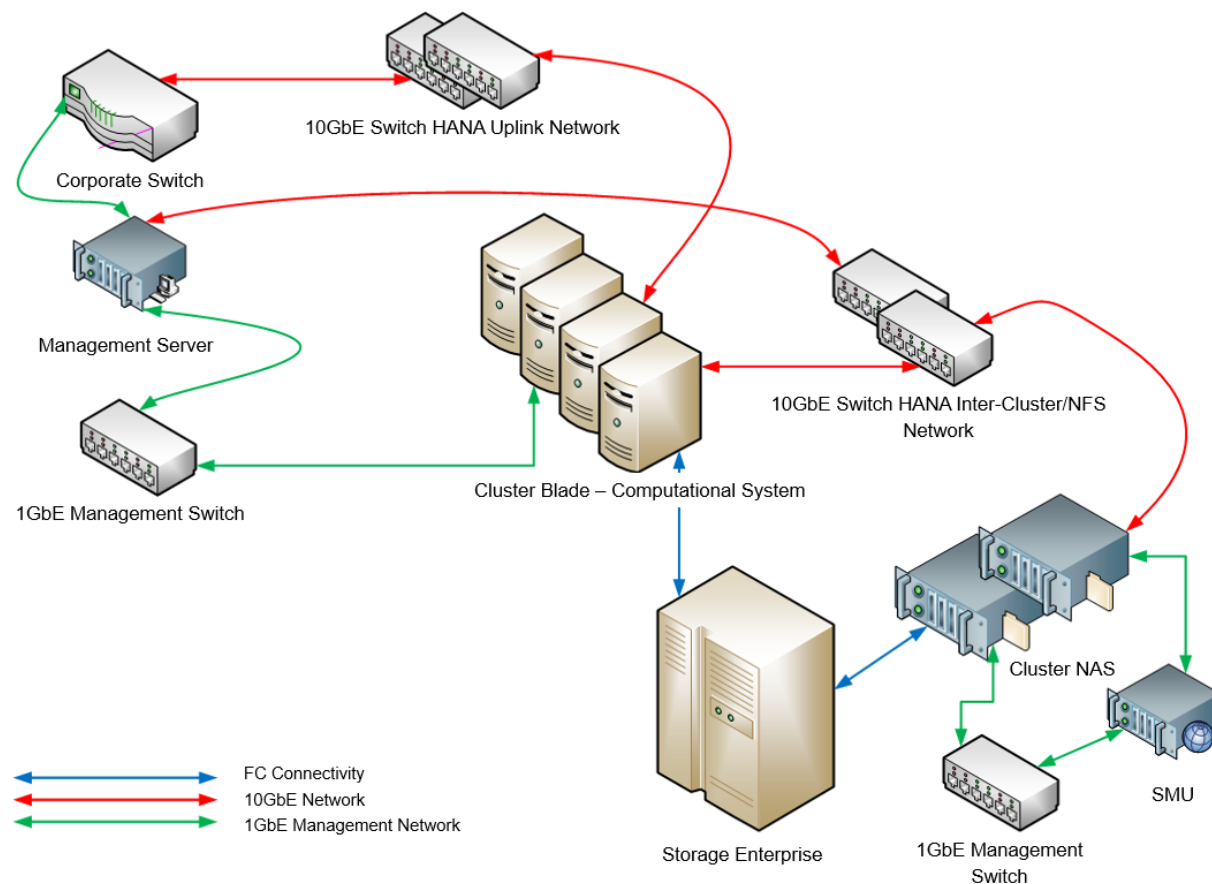 10GbE Switch HANA Uplink Network
Corporate Switch
Management Server
10GbE Switch HANA Inter-Cluster/NFS
Network
1GbE Management Switch
Cluster Blade – Computational System
Cluster NAS
SMU
1GbE Management
Switch
Storage Enterprise
FC Connectivity
10GbE Network
1GbE Management Network